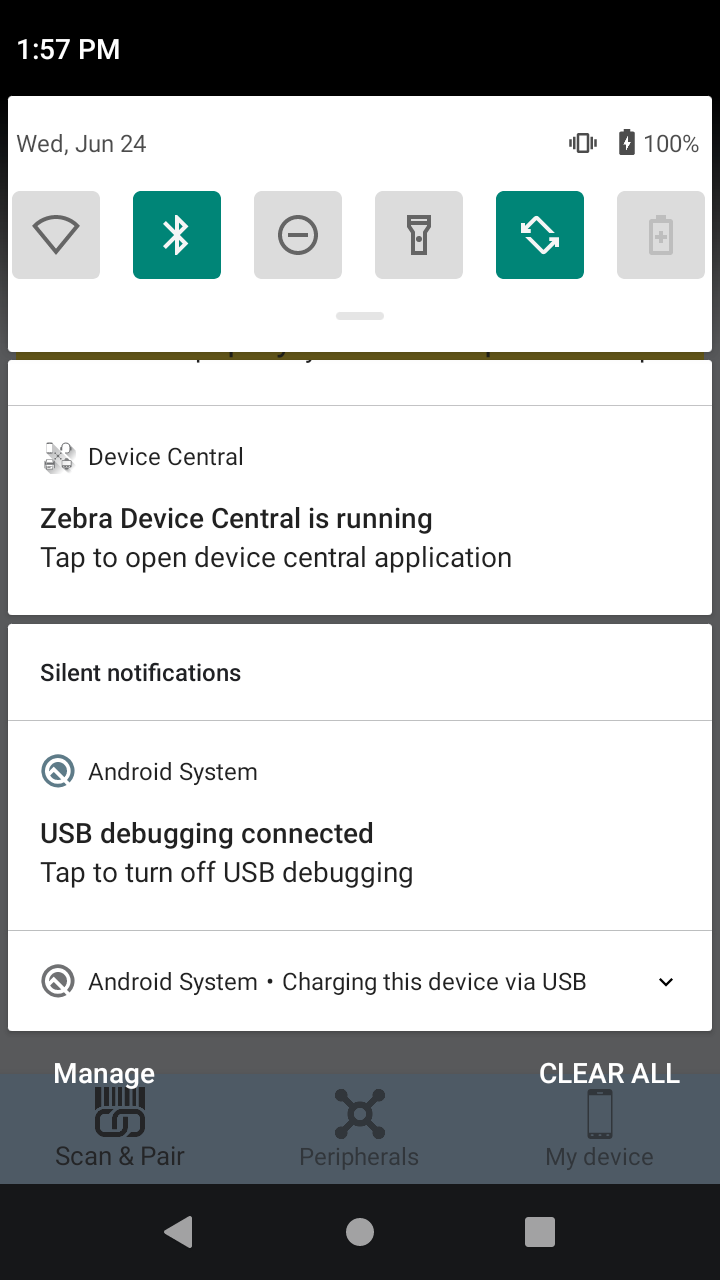 1:57 PM
Wed, Jun 24
100%
Device Central
Zebra Device Central is running
Tap to open device central application
Silent notifications
Android System
USB debugging connected
Tap to turn off USB debugging
Android System • Charging this device via USB
Manage
CLEAR ALL
Scan & Pair
Peripherals
My device